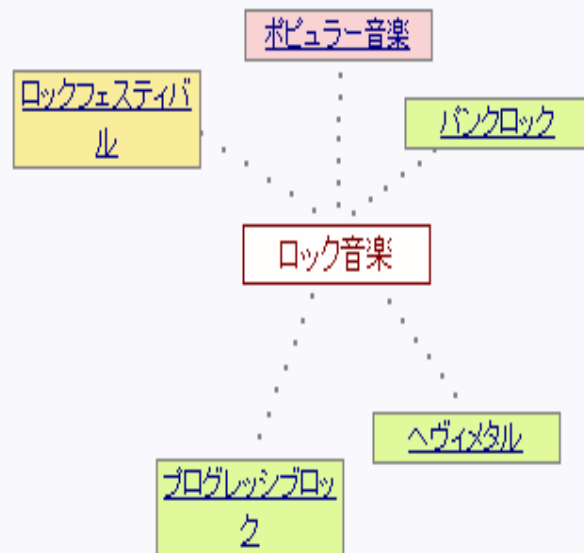 ポピュラー音楽
ロックフェスティバ
ル
パンクロック
ロック音楽
ヘヴィメタル
プログレッシブロッ
ク